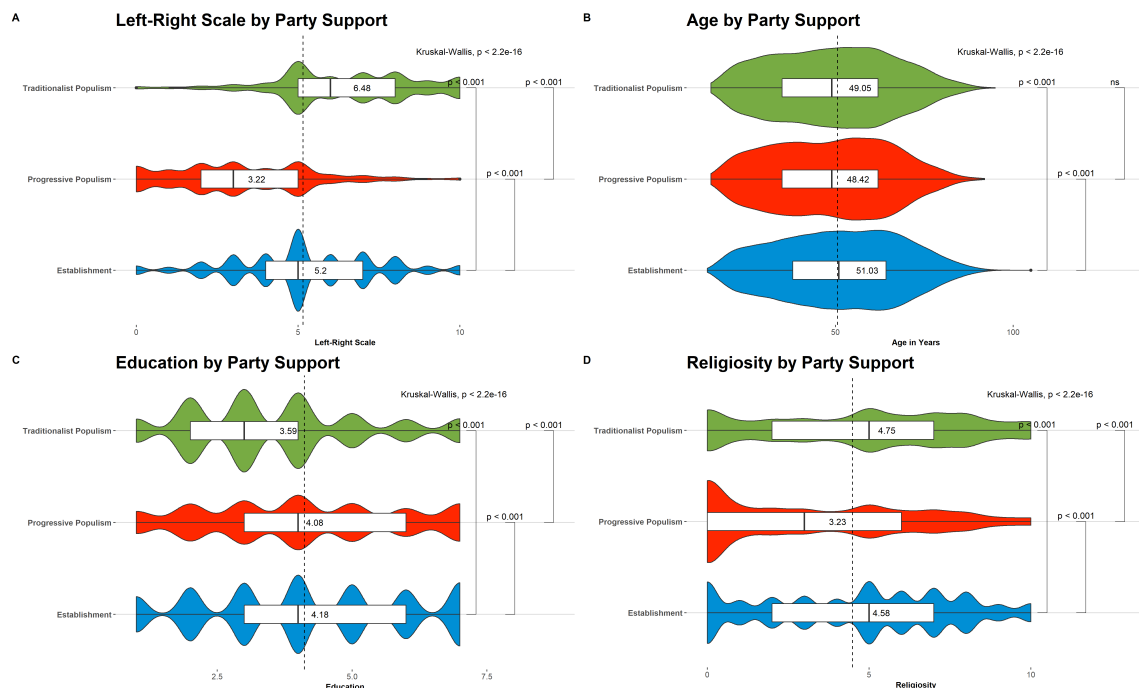 A
Left-Right Scale by Party Support
Kruskal-Wallis, p < 2.2e-16
p < 0.001
p < 0.001
Traditionalist Populism
6.48
p < 0.001
Progressive Populism
3.22
Establishment
5.2
0
5
10
Left-Right Scale
B
Age by Party Support
Kruskal-Wallis, p < 2.2e-16
p < 0.001
ns
Traditionalist Populism
49.05
p < 0.001
Progressive Populism
48.42
Establishment
51.03
50
100
Age in Years
C
Education by Party Support
Kruskal-Wallis, p < 2.2e-16
p < 0.001
p < 0.001
Traditionalist Populism
3.59
p < 0.001
Progressive Populism
4.08
Establishment
4.18
2.5
5.0
7.5
Education
D
Religiosity by Party Support
Kruskal-Wallis, p < 2.2e-16
p < 0.001
p < 0.001
Traditionalist Populism
4.75
p < 0.001
Progressive Populism
3.23
Establishment
4.58
0
5
10
Religiosity